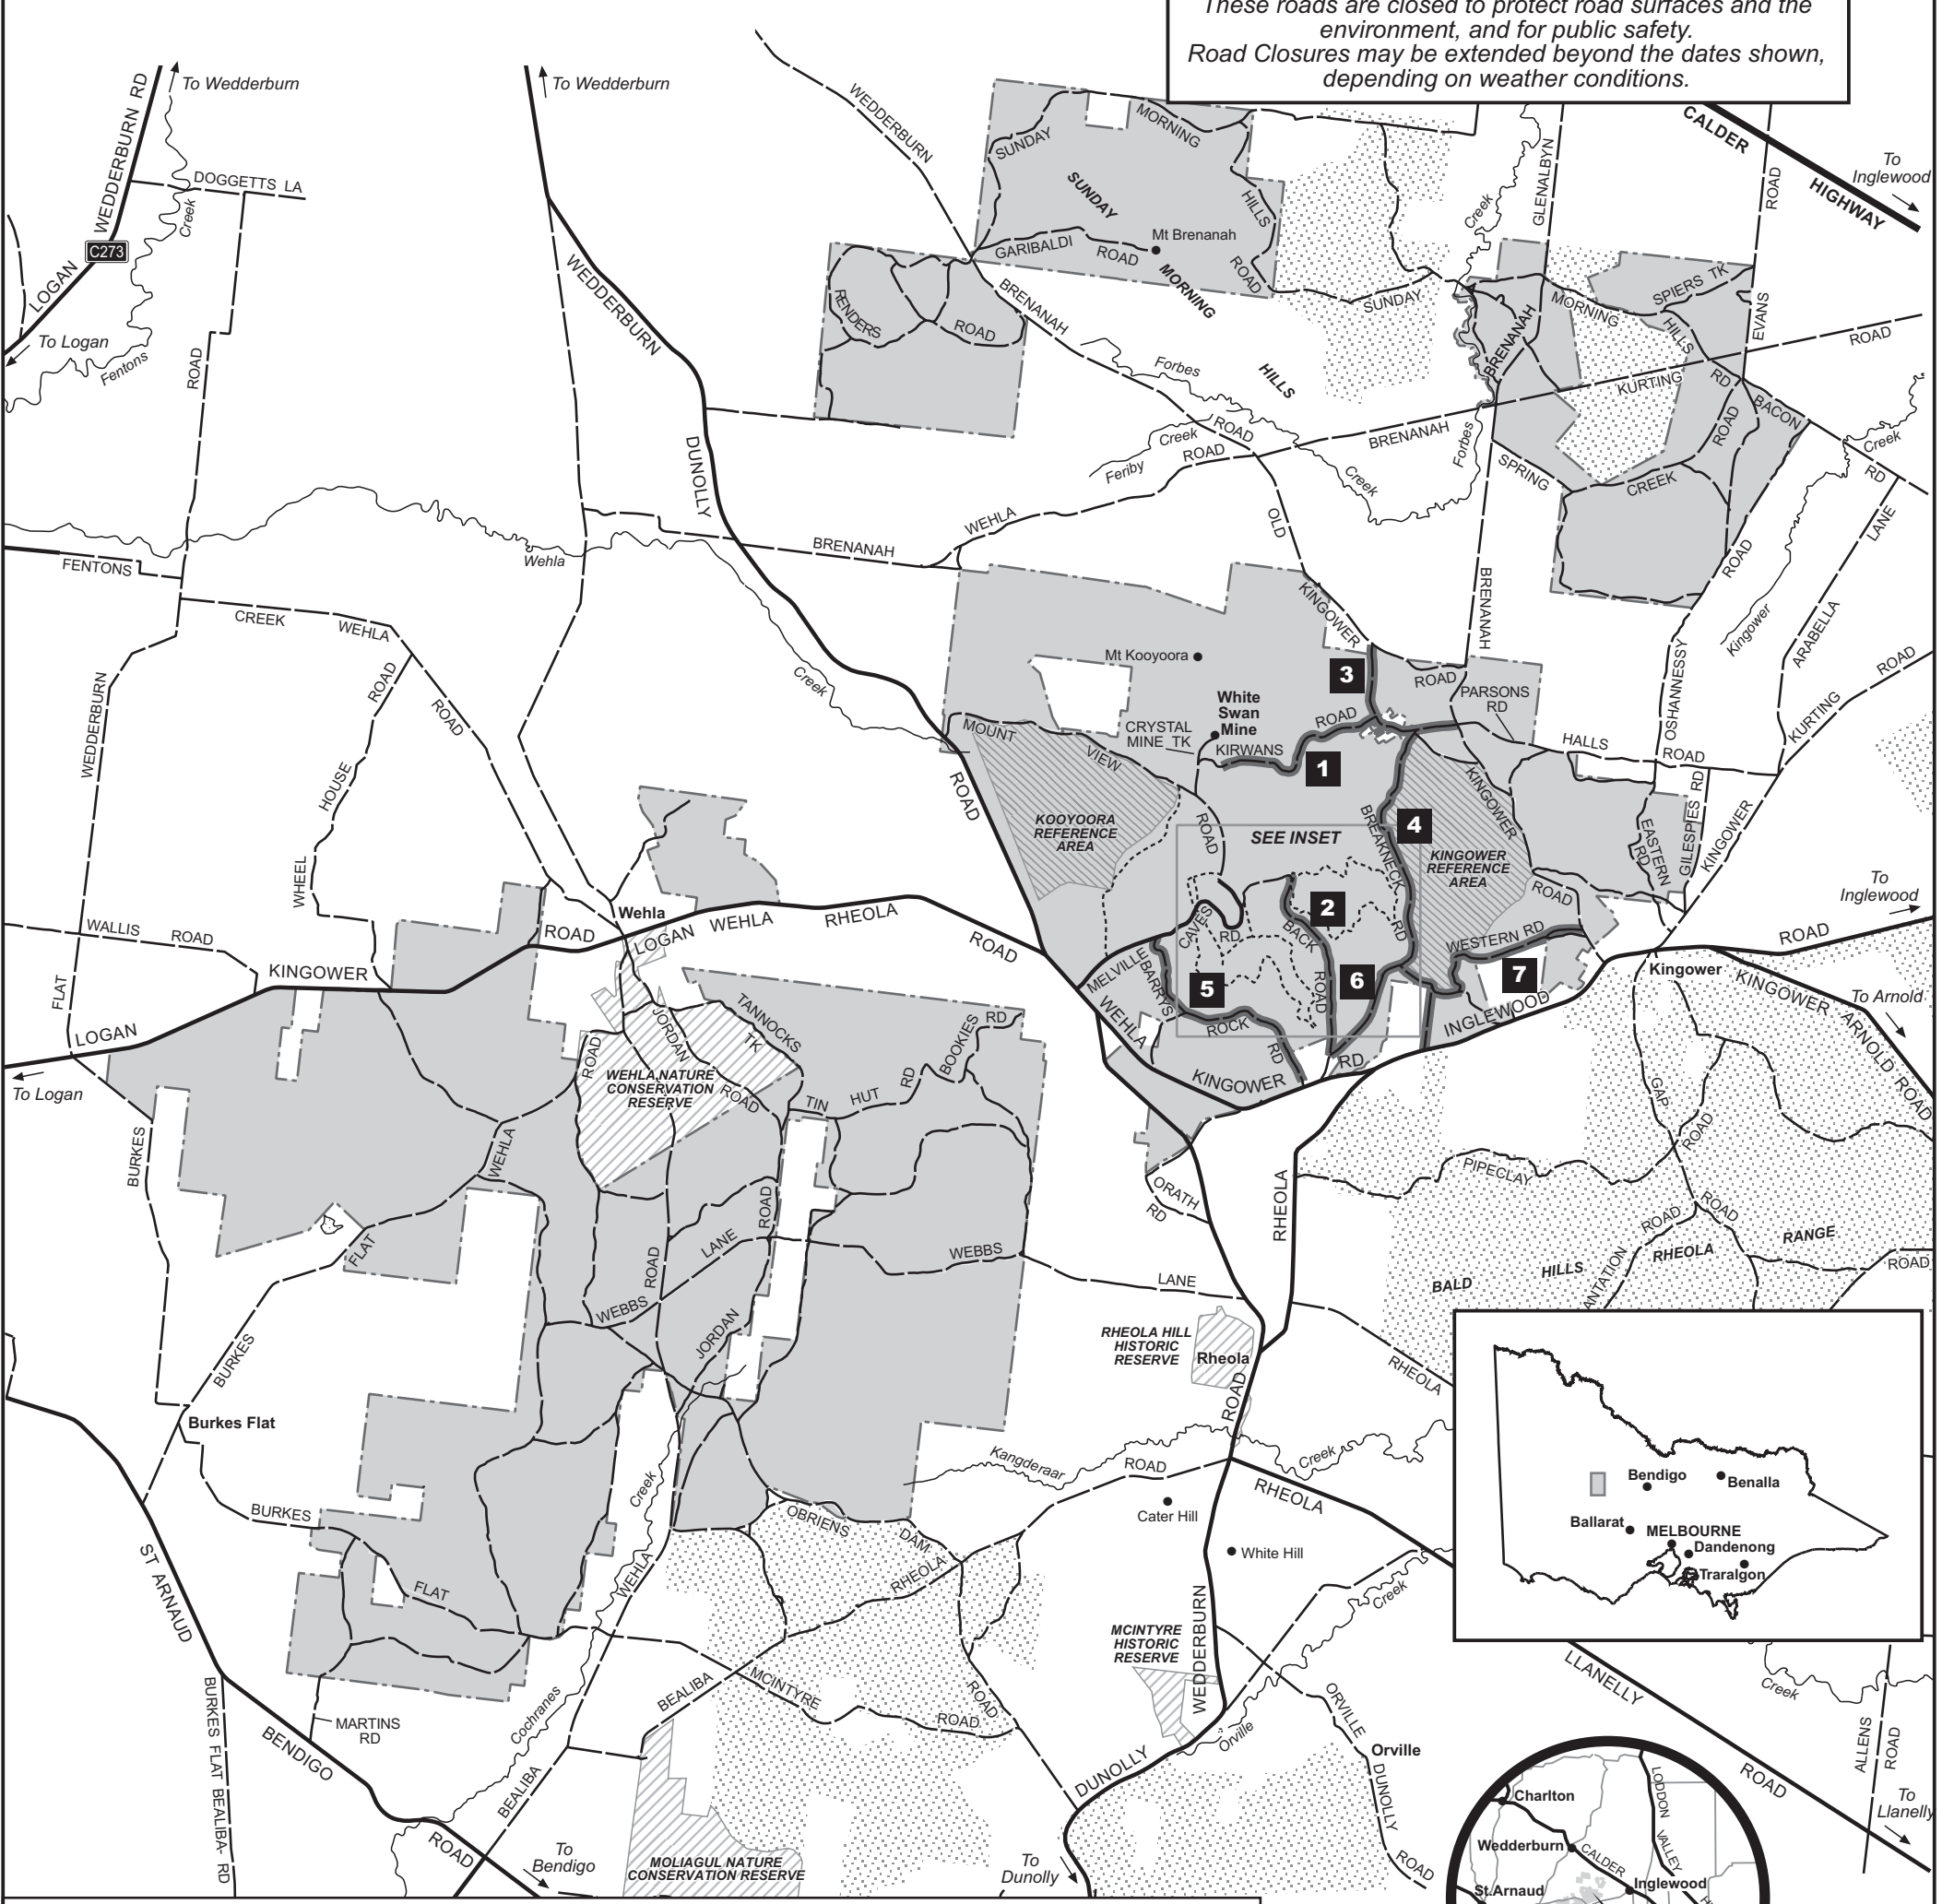 These roads are closed to protect road surfaces and the
environment, and for public safety.
Road Closures may be extended beyond the dates shown,
depending on weather conditions.
To Wedderburn
To Wedderburn
WEDDERBURN RD
DOGGETTS LA
Creek
C273
LOGAN
To Logan
Fentons
ROAD
WEDDERBURN
WEDDERBURN
SUNDAY
MORNING
HILLS
ROAD
SUNDAY
MORNING
HILLS
GARIBALDI
ROAD
Mt Brenanah
RENDERS
ROAD
BRENANAH
ROAD
Forbes
Creek
Feriby
Creek
ROAD
BRENANAH
Forbes
Creek
GLENALBYN
CALDER
HIGHWAY
To
Inglewood
ROAD
SUNDAY
MORNING
HILLS
RD
SPIERS TK
EVANS
BRENANAH
KURTING
ROAD
BACON
RD
ROAD
SPRING
CREEK
ROAD
Creek
Kingower
LANE
ARABELLA
OSHANNESSY
DUNOLLY
WEHLA
BRENANAH
OLD
KINGOWER
ROAD
BRENANAH
Wehla
Creek
FENTONS
CREEK
WEHLA
ROAD
WEDDERBURN
FLAT
WHEEL
HOUSE
ROAD
Mt Kooyoora
3
PARSONS
RD
White
Swan
Mine
CRYSTAL
MINE TK
KIRWANS
ROAD
1
HALLS
ROAD
KURTING
ROAD
KINGOWER
MOUNT
VIEW
ROAD
ROAD
KOOYOORA
REFERENCE
AREA
SEE INSET
BREAKNECK
RD
4
KINGOWER
REFERENCE
AREA
KINGOWER
ROAD
EASTERN
RD
GILESPIES RD
To
Inglewood
2
CAVES
RD
BACK
ROAD
WESTERN RD
7
6
5
MELVILLE
BARRYS
ROCK
RD
RD
INGLEWOOD
Kingower
ROAD
KINGOWER
ARNOLD
ROAD
To Arnold
WALLIS
ROAD
KINGOWER
ROAD
Wehla
LOGAN
WEHLA
RHEOLA
ROAD
WEHLA
KINGOWER
LOGAN
To Logan
JORDAN
ROAD
TANNOCKS
TK
ROAD
WEHLA NATURE
CONSERVATION
RESERVE
TIN
HUT
RD
BOOKIES
RD
BURKES
WEHLA
FLAT
BURKES
ROAD
LANE
ROAD
WEBBS
WEBBS
LANE
JORDAN
ORATH
RD
RHEOLA
GAP
ROAD
PIPECLAY
ROAD
ROAD
RHEOLA
RANGE
BALD
HILLS
ANTATION
ROAD
RHEOLA HILL
HISTORIC
RESERVE
Rheola
ROAD
RHEOLA
Burkes Flat
BURKES
FLAT
Creek
Kangderaar
ROAD
Creek
RHEOLA
Cater Hill
White Hill
OBRIENS
DAM
RHEOLA
WEHLA
ST ARNAUD
BENDIGO
ROAD
BURKES FLAT BEALIBA- RD
MARTINS
RD
Cochranes
BEALIBA
BEALIBA
MCINTYRE
ROAD
ROAD
MCINTYRE
HISTORIC
RESERVE
WEDDERBURN
DUNOLLY
Orville
Creek
ORVILLE
Orville
DUNOLLY
ROAD
MOLIAGUL NATURE
CONSERVATION RESERVE
To
Bendigo
To
Dunolly
Bendigo
Benalla
Ballarat
MELBOURNE
Dandenong
Traralgon
LLANELLY
ROAD
Creek
ALLENS
ROAD
To
Llanelly
Charlton
Wedderburn
St.Arnaud
LODDON
VALLEY
CALDER
Inglewood